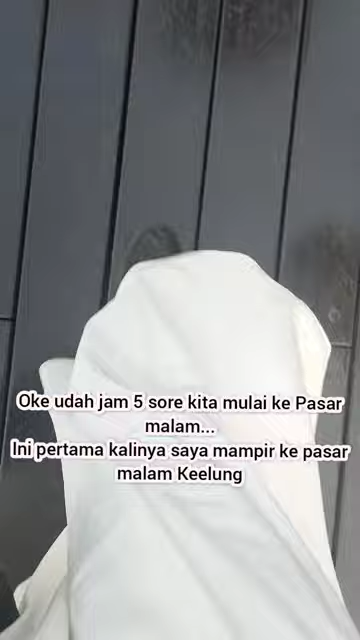 Oke udah jam 5 sore kita mulai ke Pasar
malam...
Ini pertama kalinya saya mampir ke pasar
malam Keelung